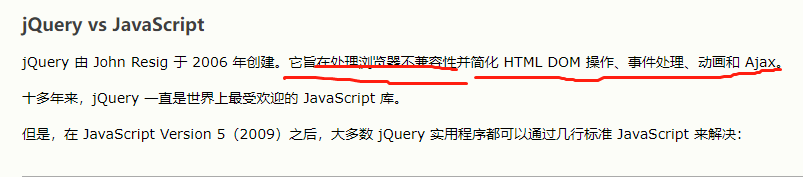 jQuery vs JavaScript
jQuery 由 John Resig 于 2006 年创建。它旨在处理浏览器不兼容性并简化 HTML DOM 操作、事件处理、动画和 Ajax。
十多年来，jQuery 一直是世界上最受欢迎的 JavaScript 库。
但是，在 JavaScript Version 5（2009）之后，大多数 jQuery 实用程序都可以通过几行标准 JavaScript 来解决：